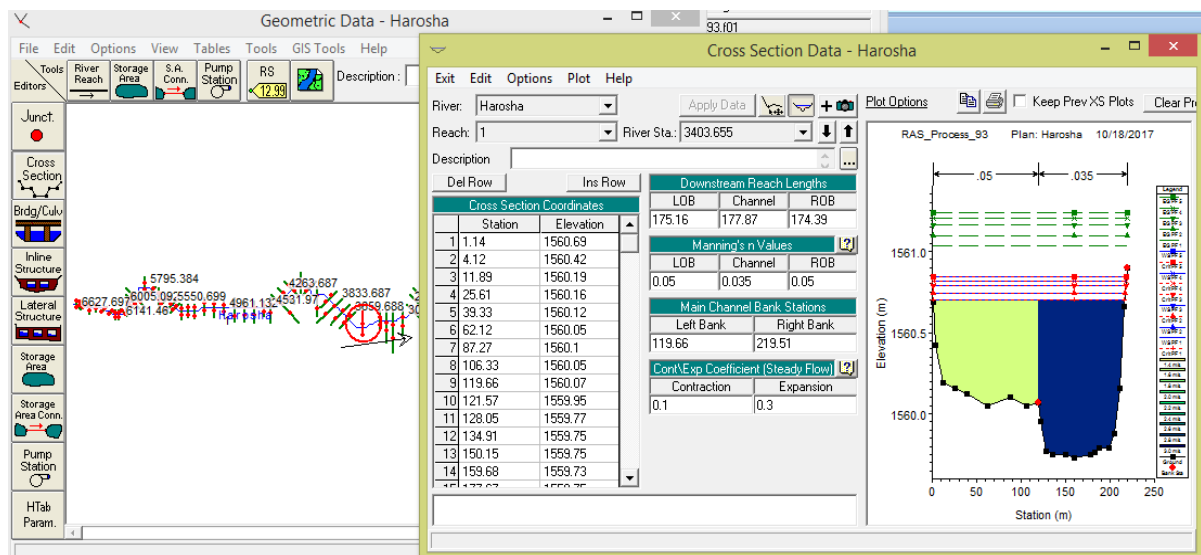 Geometric Data - Harosha
File Edit Options View Tables Tools GIS Tools Help
Tools
Editors
River
Reach
Storage
Area
S.A.
Conn.
Pump
Station
RS
12.99
Description :
Junct.
Cross
Section
Brdg/Culv
Inline
Structure
Lateral
Structure
Storage
Area
Storage
Area Conn.
Pump
Station
HTab
Param.
5795.384
4263.687
6627.697
5550.699
4961.13
4531.97
3833.687
6141.467
93.f01
Cross Section Data - Harosha
Exit Edit Options Plot Help
River: Harosha
Apply Data
Reach: 1
River Sta.: 3403.655
Description
...
Del Row
Ins Row
Cross Section Coordinates
Station Elevation
1 1.14 1560.69
2 4.12 1560.42
3 11.89 1560.19
4 25.61 1560.16
5 39.33 1560.12
6 62.12 1560.05
7 87.27 1560.1
8 106.33 1560.05
9 119.66 1560.07
10 121.57 1559.95
11 128.05 1559.77
12 134.91 1559.75
13 150.15 1559.75
14 159.68 1559.73
Downstream Reach Lengths
LOB Channel ROB
175.16 177.87 174.39
Manning's n Values
LOB Channel ROB
0.05 0.035 0.05
Main Channel Bank Stations
Left Bank Right Bank
119.66 219.51
Cont\Exp Coefficient (Steady Flow)
Contraction Expansion
0.1 0.3
Plot Options
Keep Prev XS Plots
Clear Pr
RAS_Process_93 Plan: Harosha 10/18/2017
.05 .035
Legend
Ground
Bank Sta
Elevation (m)
1561.0
1560.5
1560.0
0 50 100 150 200 250
Station (m)